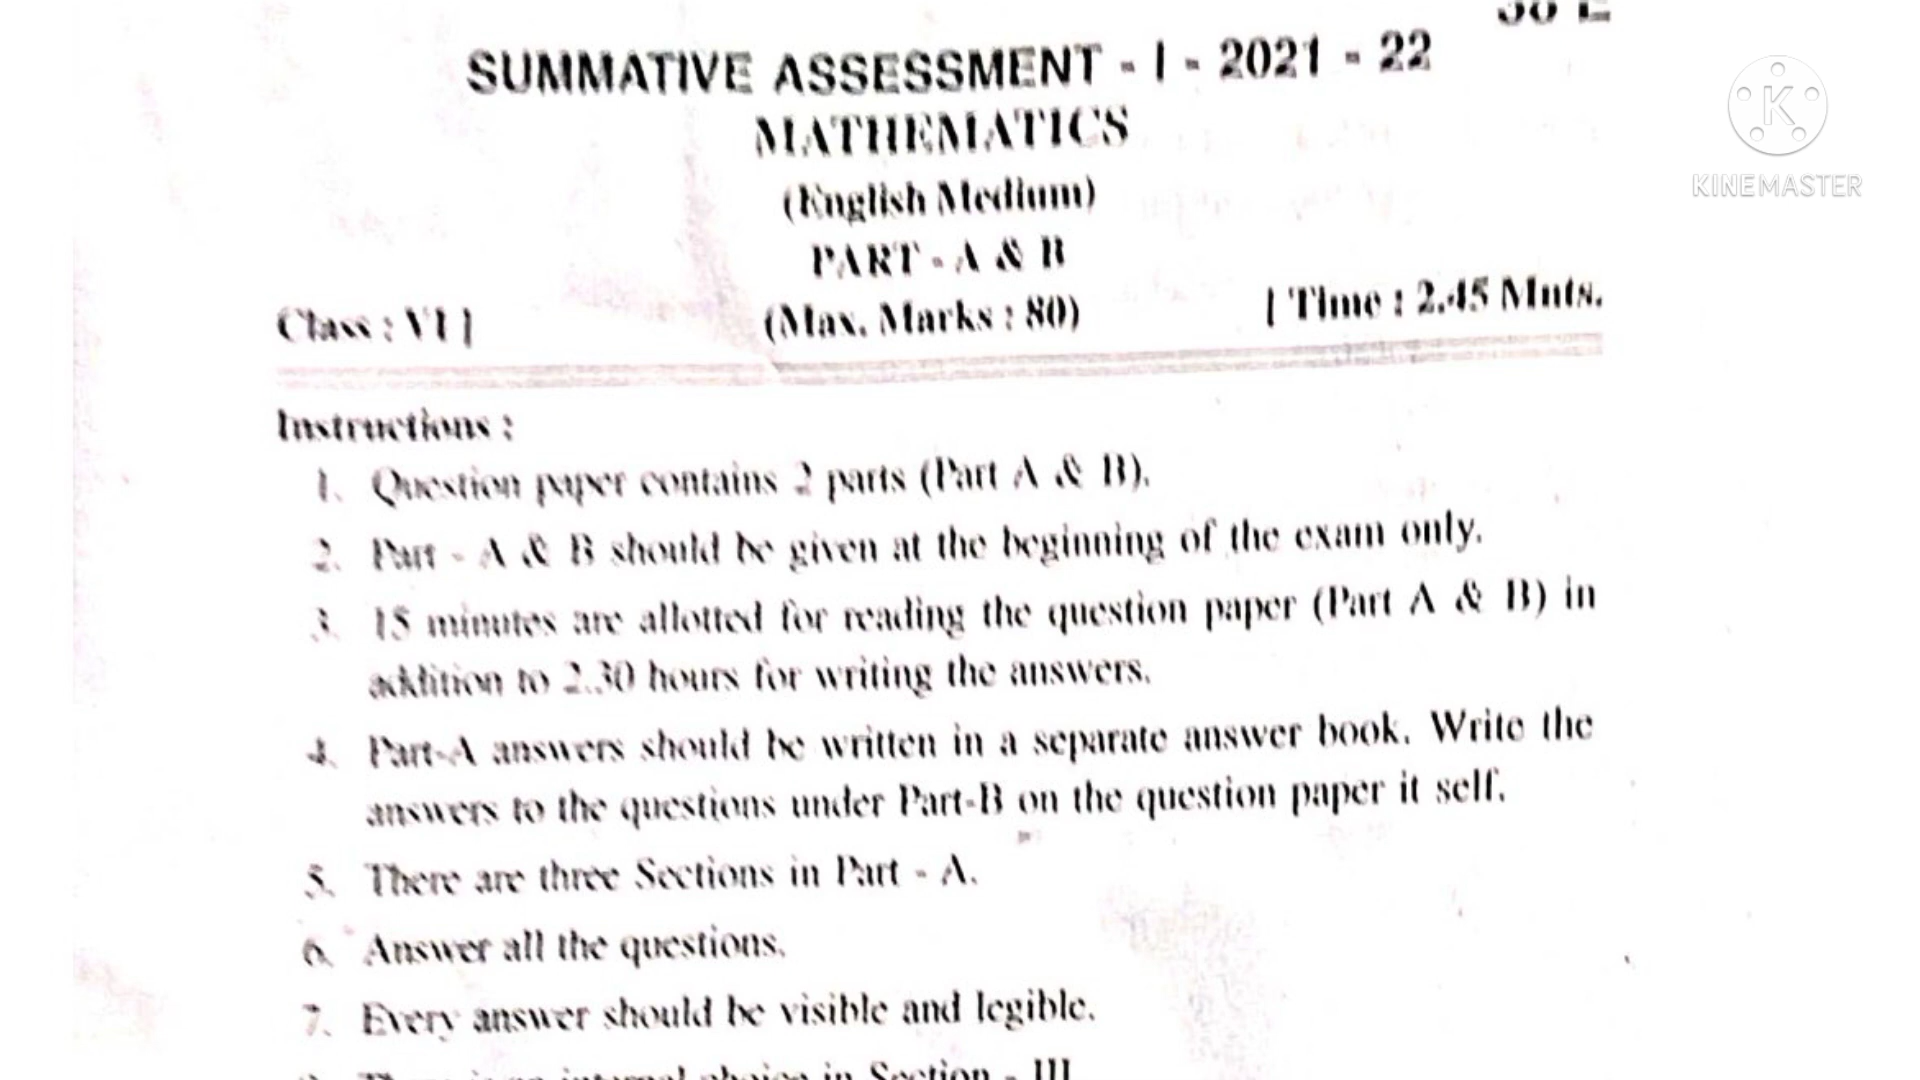 SUMMATIVE ASSESSMENT - I - 2021 - 22
MATHEMATICS
(English Medium)
PART - A & B
Class : VI ] (Max. Marks : 80) [ Time : 2.45 Mnts.
Instructions :
1. Question paper contains 2 parts (Part A & B).
2. Part - A & B should be given at the beginning of the exam only.
3. 15 minutes are allotted for reading the question paper (Part A & B) in
addition to 2.30 hours for writing the answers.
4. Part-A answers should be written in a separate answer book. Write the
answers to the questions under Part-B on the question paper it self.
5. There are three Sections in Part - A.
6. Answer all the questions.
7. Every answer should be visible and legible.
internal choice in Section - III
K
KINEMASTER